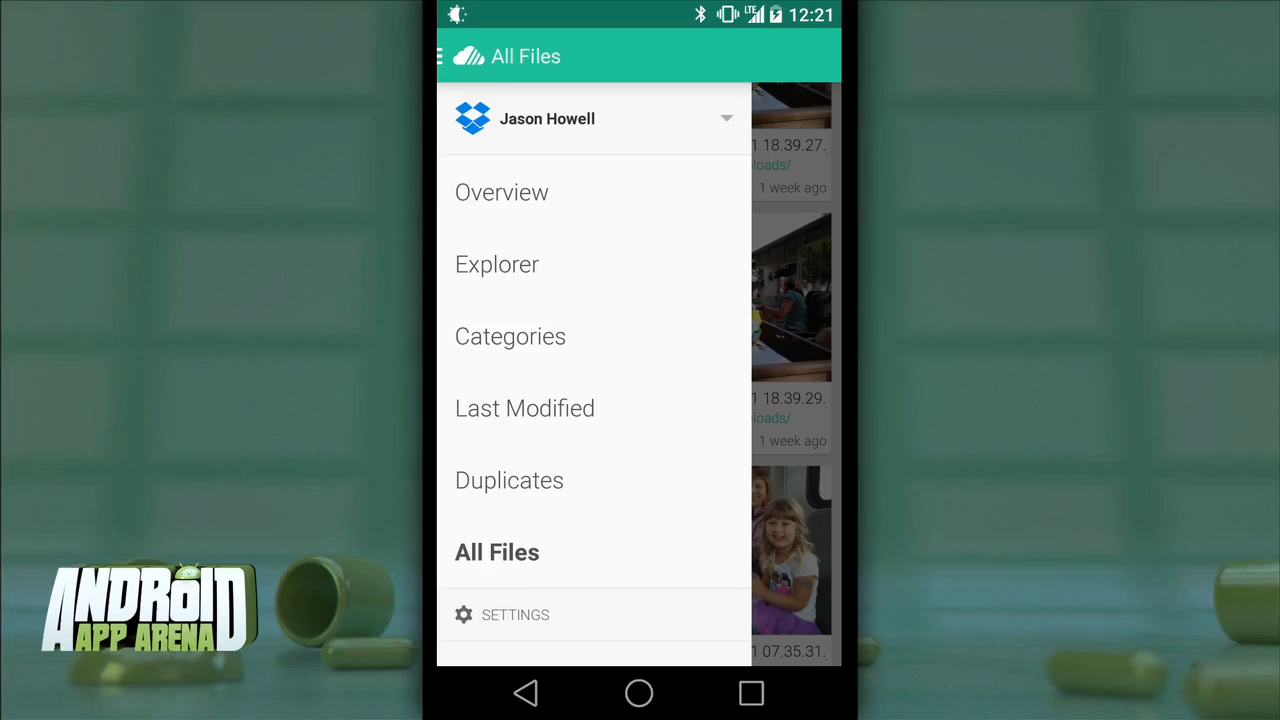 LTE 12:21
All Files
Jason Howell
Overview
Explorer
Categories
Last Modified
Duplicates
All Files
SETTINGS
1 18.39.27.
loads/
1 week ago
1 18.39.29.
loads/
1 week ago
1 07.35.31.
ANDROID
APP ARENA